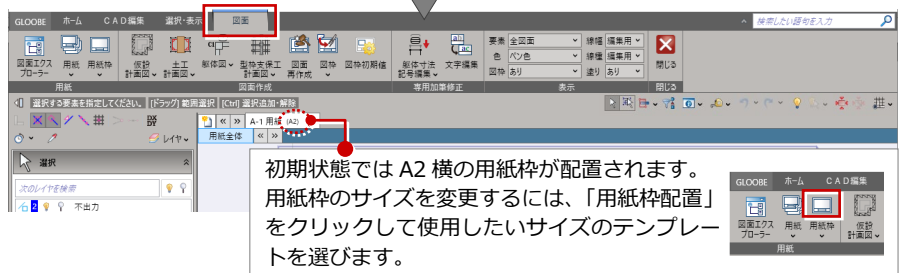 GLOOBE ホーム CAD編集 選択・表示 図面 検索したい語句を入力
図面エクスプローラー 用紙 用紙枠 仮設計画図 土工計画図 躯体図 型枠支保工計画図 図面再作成 図枠 図枠初期値 躯体寸法記号編集 文字編集 要素 全図面 線幅 編集用 閉じる
色 ペン色 線種 編集用
図枠 あり 塗り あり
用紙 図面作成 専用加筆修正 表示 閉じる
選択する要素を指定してください。 [ドラッグ] 範囲選択 [Ctrl] 選択追加・解除
« » A-1 用紙 (A2)
レイヤ 用紙全体 « »
選択
次のレイヤを検索
2 不出力
初期状態では A2 横の用紙枠が配置されます。
用紙枠のサイズを変更するには、「用紙枠配置」
をクリックして使用したいサイズのテンプレー
トを選びます。
GLOOBE ホーム CAD編集
図面エクスプローラー 用紙 用紙枠 仮設計画図
用紙